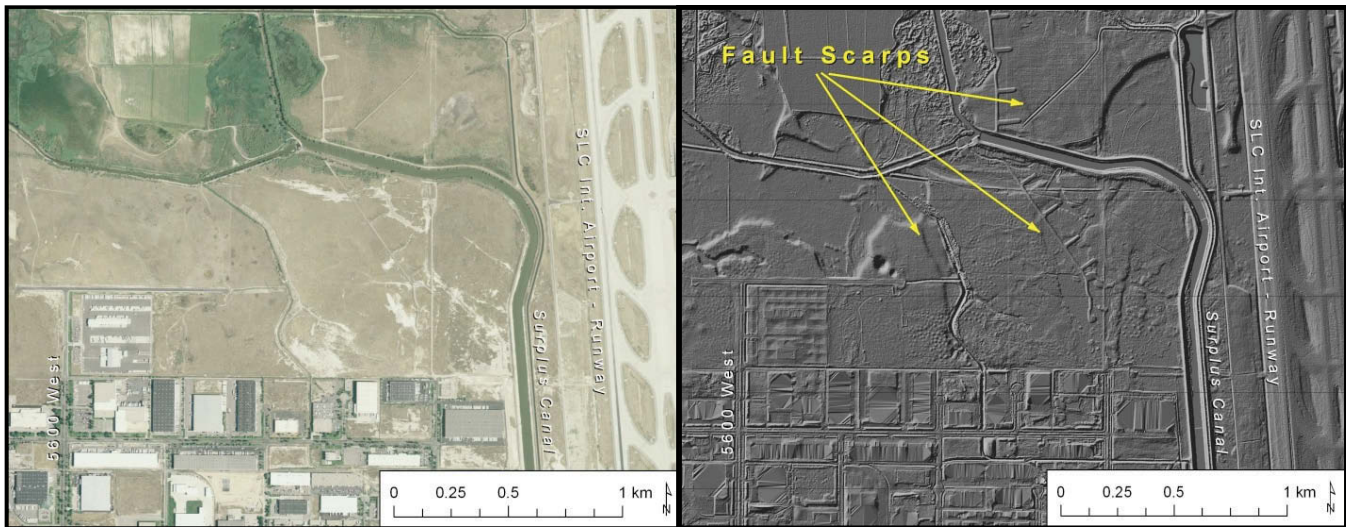 SLC Int. Airport - Runway
Surplus Canal
5600 West
0 0.25 0.5 1 km
N
Fault Scarps
SLC Int. Airport - Runway
Surplus Canal
5600 West
0 0.25 0.5 1 km
N